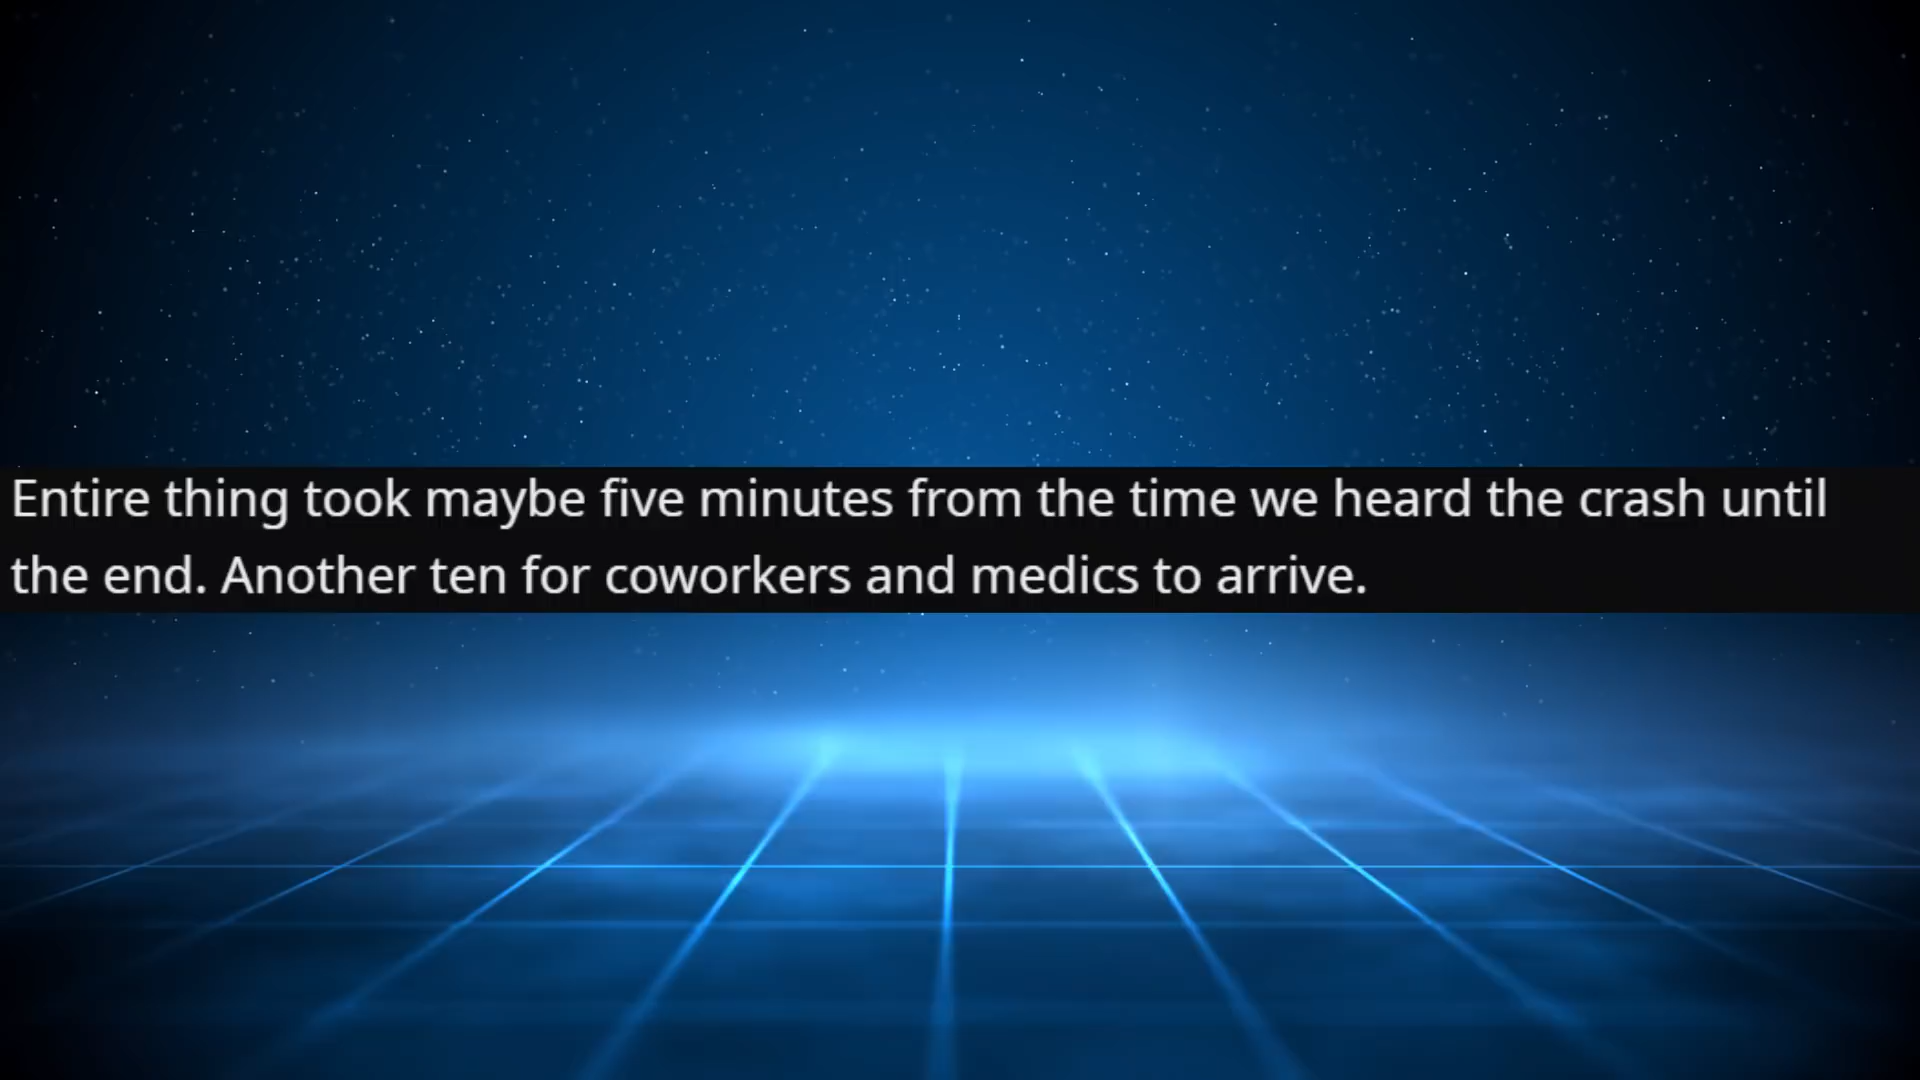 Entire thing took maybe five minutes from the time we heard the crash until
the end. Another ten for coworkers and medics to arrive.